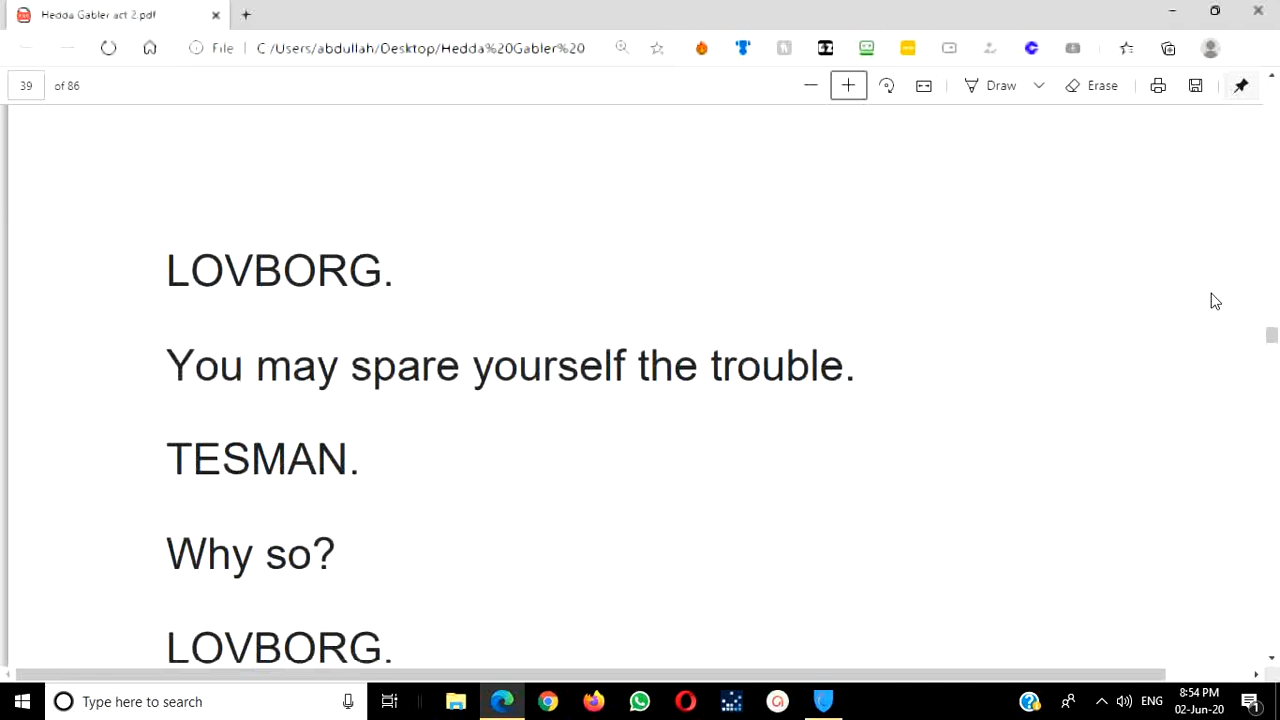 Hedda Gabler act 2.pdf
File
C /Users/abdullah/Desktop/Hedda%20Gabler%20
39
of 86
Draw
Erase
LOVBORG.
You may spare yourself the trouble.
TESMAN.
Why so?
LOVBORG.
Type here to search
ENG
8:54 PM
02-Jun-20
1